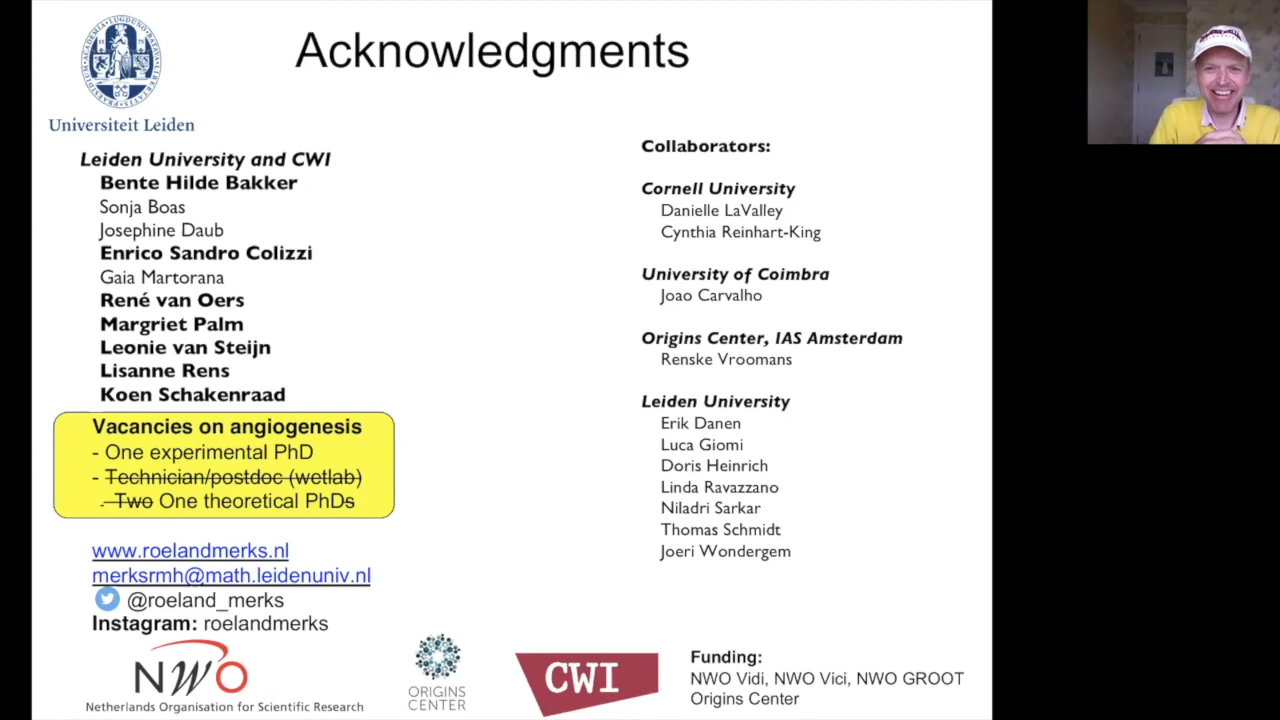 Acknowledgments
Universiteit Leiden
Leiden University and CWI
Bente Hilde Bakker
Sonja Boas
Josephine Daub
Enrico Sandro Colizzi
Gaia Martorana
René van Oers
Margriet Palm
Leonie van Steijn
Lisanne Rens
Koen Schakenraad
Vacancies on angiogenesis
- One experimental PhD
- Technician/postdoc (wetlab)
- Two One theoretical PhDs
www.roelandmerks.nl
merksrmh@math.leidenuniv.nl
@roeland_merks
Instagram: roelandmerks
Collaborators:
Cornell University
Danielle LaValley
Cynthia Reinhart-King
University of Coimbra
Joao Carvalho
Origins Center, IAS Amsterdam
Renske Vroomans
Leiden University
Erik Danen
Luca Giomi
Doris Heinrich
Linda Ravazzano
Niladri Sarkar
Thomas Schmidt
Joeri Wondergem
NWO
Netherlands Organisation for Scientific Research
ORIGINS
CENTER
CWI
Funding:
NWO Vidi, NWO Vici, NWO GROOT
Origins Center